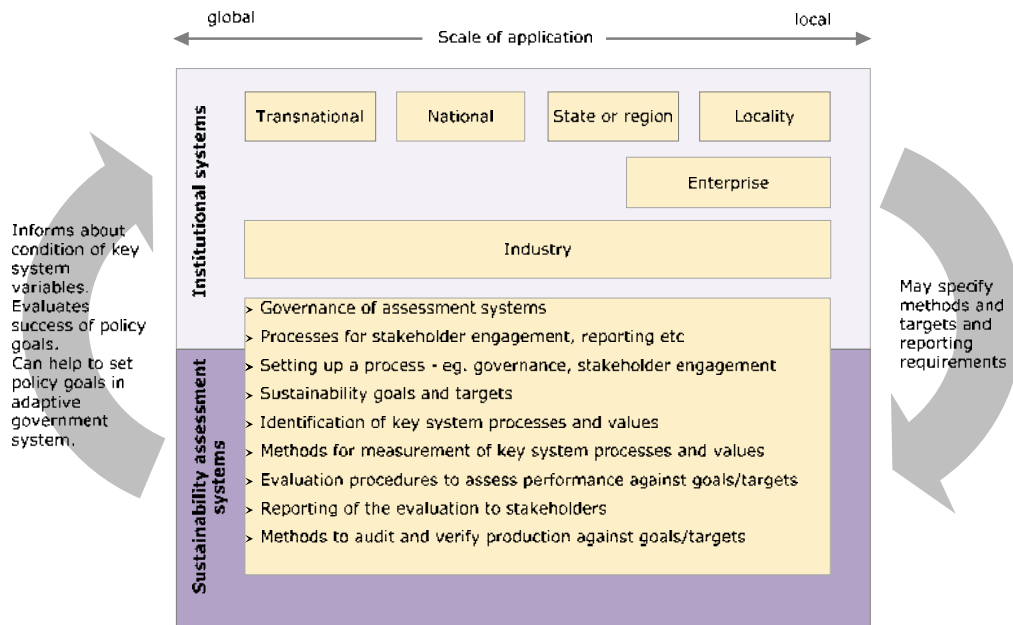 global
local
Scale of application
Institutional systems
Transnational
National
State or region
Locality
Enterprise
Industry
Informs about
condition of key
system
variables.
Evaluates
success of policy
goals.
Can help to set
policy goals in
adaptive
government
system.
Sustainability assessment
systems
➢ Governance of assessment systems
➢ Processes for stakeholder engagement, reporting etc
➢ Setting up a process - eg. governance, stakeholder engagement
➢ Sustainability goals and targets
➢ Identification of key system processes and values
➢ Methods for measurement of key system processes and values
➢ Evaluation procedures to assess performance against goals/targets
➢ Reporting of the evaluation to stakeholders
➢ Methods to audit and verify production against goals/targets
May specify
methods and
targets and
reporting
requirements